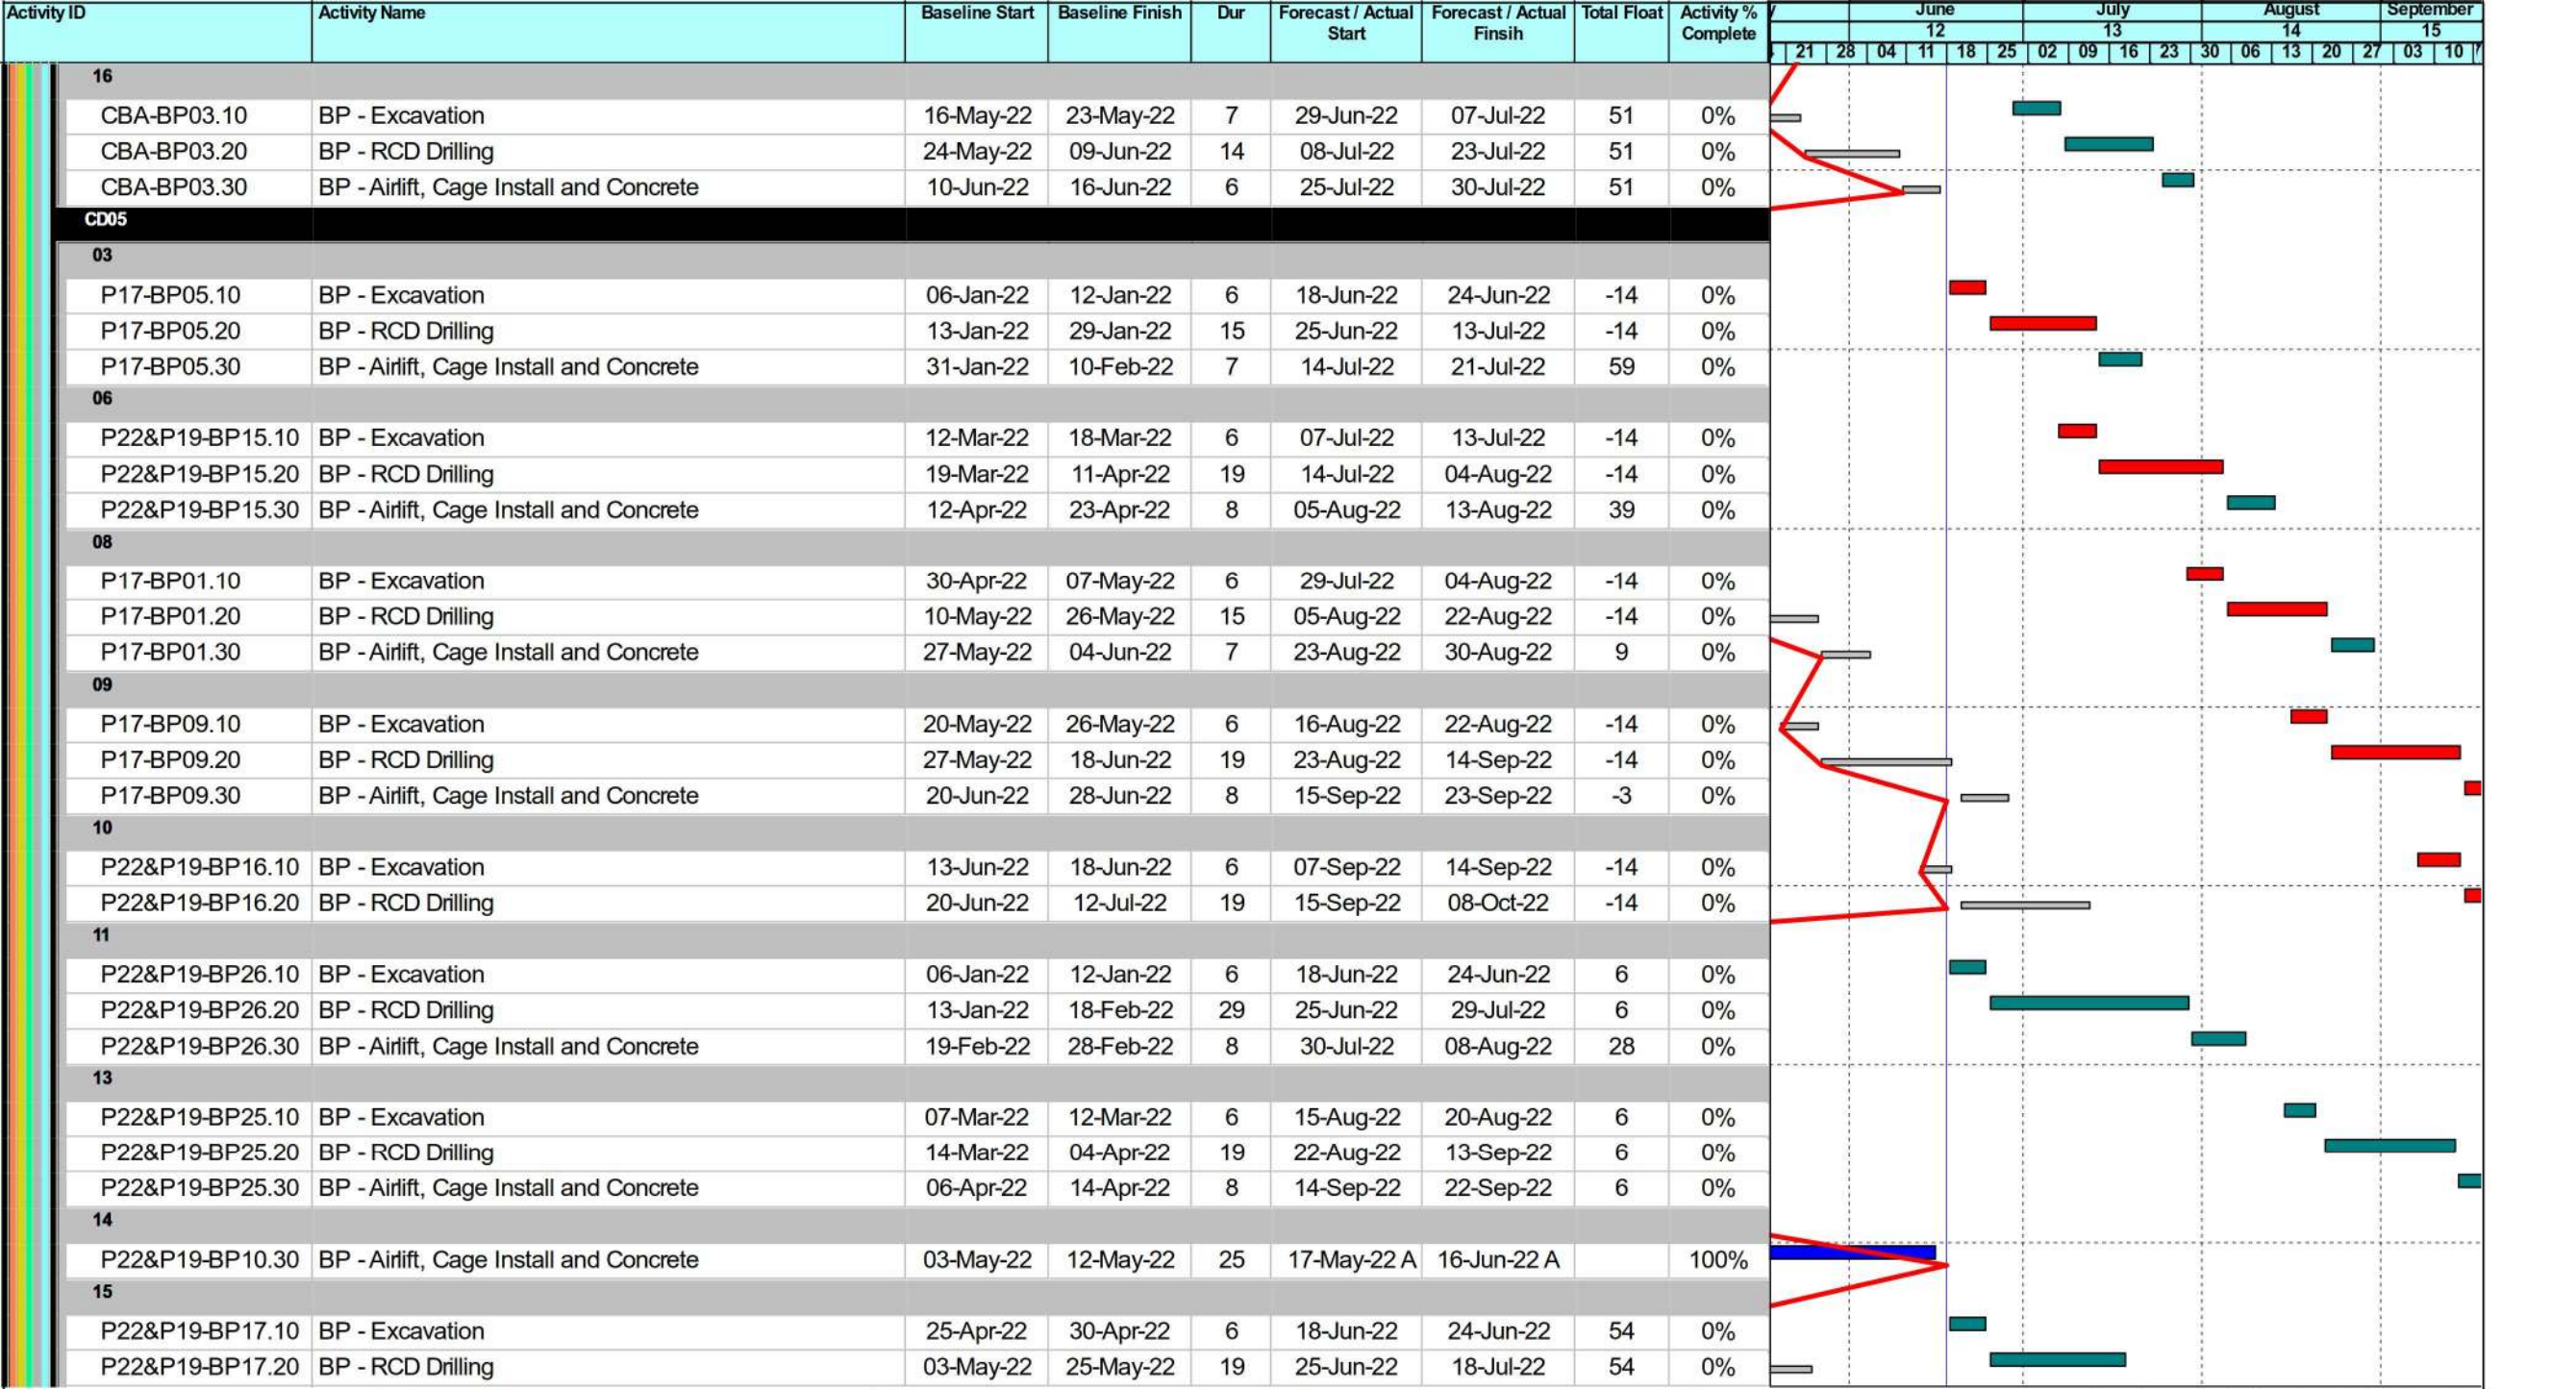 Activity ID Activity Name Baseline Start Baseline Finish Dur Forecast / Actual Start Forecast / Actual Finsih Total Float Activity % Complete
June July August September
12 13 14 15
21 28 04 11 18 25 02 09 16 23 30 06 13 20 27 03 10
16
CBA-BP03.10 BP - Excavation 16-May-22 23-May-22 7 29-Jun-22 07-Jul-22 51 0%
CBA-BP03.20 BP - RCD Drilling 24-May-22 09-Jun-22 14 08-Jul-22 23-Jul-22 51 0%
CBA-BP03.30 BP - Airlift, Cage Install and Concrete 10-Jun-22 16-Jun-22 6 25-Jul-22 30-Jul-22 51 0%
CD05
03
P17-BP05.10 BP - Excavation 06-Jan-22 12-Jan-22 6 18-Jun-22 24-Jun-22 -14 0%
P17-BP05.20 BP - RCD Drilling 13-Jan-22 29-Jan-22 15 25-Jun-22 13-Jul-22 -14 0%
P17-BP05.30 BP - Airlift, Cage Install and Concrete 31-Jan-22 10-Feb-22 7 14-Jul-22 21-Jul-22 59 0%
06
P22&P19-BP15.10 BP - Excavation 12-Mar-22 18-Mar-22 6 07-Jul-22 13-Jul-22 -14 0%
P22&P19-BP15.20 BP - RCD Drilling 19-Mar-22 11-Apr-22 19 14-Jul-22 04-Aug-22 -14 0%
P22&P19-BP15.30 BP - Airlift, Cage Install and Concrete 12-Apr-22 23-Apr-22 8 05-Aug-22 13-Aug-22 39 0%
08
P17-BP01.10 BP - Excavation 30-Apr-22 07-May-22 6 29-Jul-22 04-Aug-22 -14 0%
P17-BP01.20 BP - RCD Drilling 10-May-22 26-May-22 15 05-Aug-22 22-Aug-22 -14 0%
P17-BP01.30 BP - Airlift, Cage Install and Concrete 27-May-22 04-Jun-22 7 23-Aug-22 30-Aug-22 9 0%
09
P17-BP09.10 BP - Excavation 20-May-22 26-May-22 6 16-Aug-22 22-Aug-22 -14 0%
P17-BP09.20 BP - RCD Drilling 27-May-22 18-Jun-22 19 23-Aug-22 14-Sep-22 -14 0%
P17-BP09.30 BP - Airlift, Cage Install and Concrete 20-Jun-22 28-Jun-22 8 15-Sep-22 23-Sep-22 -3 0%
10
P22&P19-BP16.10 BP - Excavation 13-Jun-22 18-Jun-22 6 07-Sep-22 14-Sep-22 -14 0%
P22&P19-BP16.20 BP - RCD Drilling 20-Jun-22 12-Jul-22 19 15-Sep-22 08-Oct-22 -14 0%
11
P22&P19-BP26.10 BP - Excavation 06-Jan-22 12-Jan-22 6 18-Jun-22 24-Jun-22 6 0%
P22&P19-BP26.20 BP - RCD Drilling 13-Jan-22 18-Feb-22 29 25-Jun-22 29-Jul-22 6 0%
P22&P19-BP26.30 BP - Airlift, Cage Install and Concrete 19-Feb-22 28-Feb-22 8 30-Jul-22 08-Aug-22 28 0%
13
P22&P19-BP25.10 BP - Excavation 07-Mar-22 12-Mar-22 6 15-Aug-22 20-Aug-22 6 0%
P22&P19-BP25.20 BP - RCD Drilling 14-Mar-22 04-Apr-22 19 22-Aug-22 13-Sep-22 6 0%
P22&P19-BP25.30 BP - Airlift, Cage Install and Concrete 06-Apr-22 14-Apr-22 8 14-Sep-22 22-Sep-22 6 0%
14
P22&P19-BP10.30 BP - Airlift, Cage Install and Concrete 03-May-22 12-May-22 25 17-May-22 A 16-Jun-22 A 100%
15
P22&P19-BP17.10 BP - Excavation 25-Apr-22 30-Apr-22 6 18-Jun-22 24-Jun-22 54 0%
P22&P19-BP17.20 BP - RCD Drilling 03-May-22 25-May-22 19 25-Jun-22 18-Jul-22 54 0%